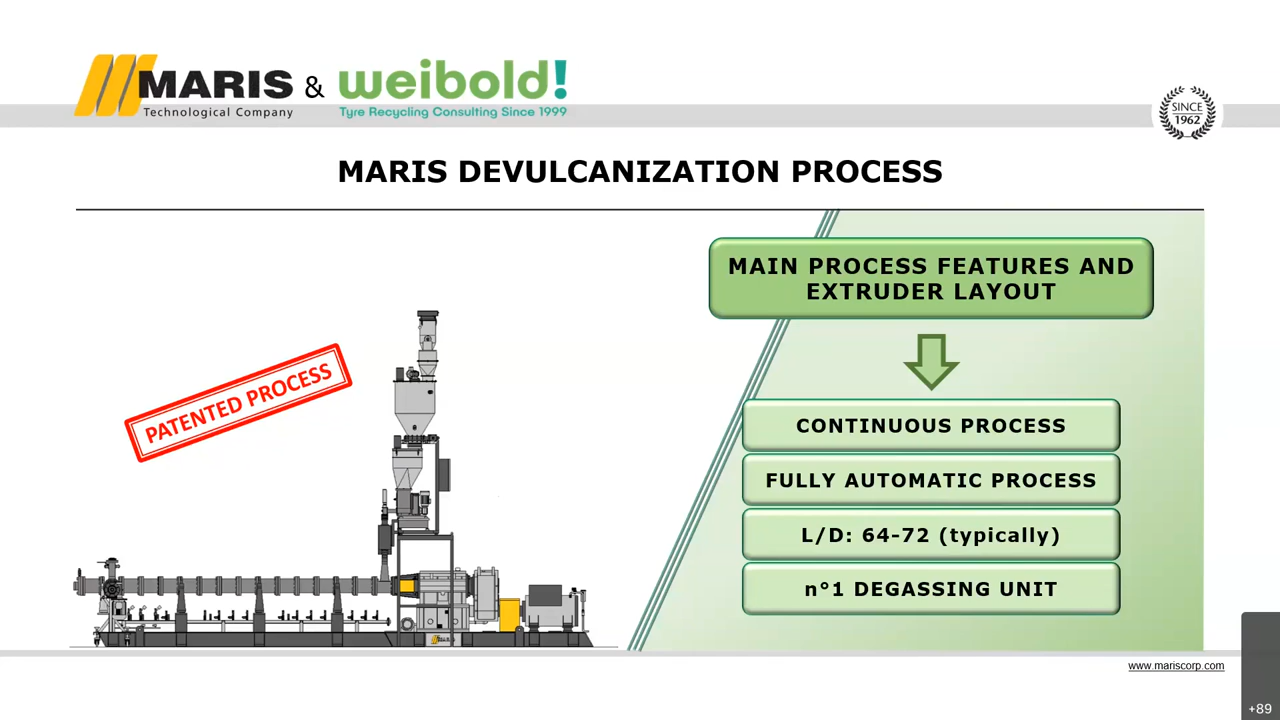 MARIS & weibold!
Technological Company Tyre Recycling Consulting Since 1999
SINCE
1962
MARIS DEVULCANIZATION PROCESS
MAIN PROCESS FEATURES AND
EXTRUDER LAYOUT
PATENTED PROCESS
CONTINUOUS PROCESS
FULLY AUTOMATIC PROCESS
L/D: 64-72 (typically)
n°1 DEGASSING UNIT
www.mariscorp.com
+89